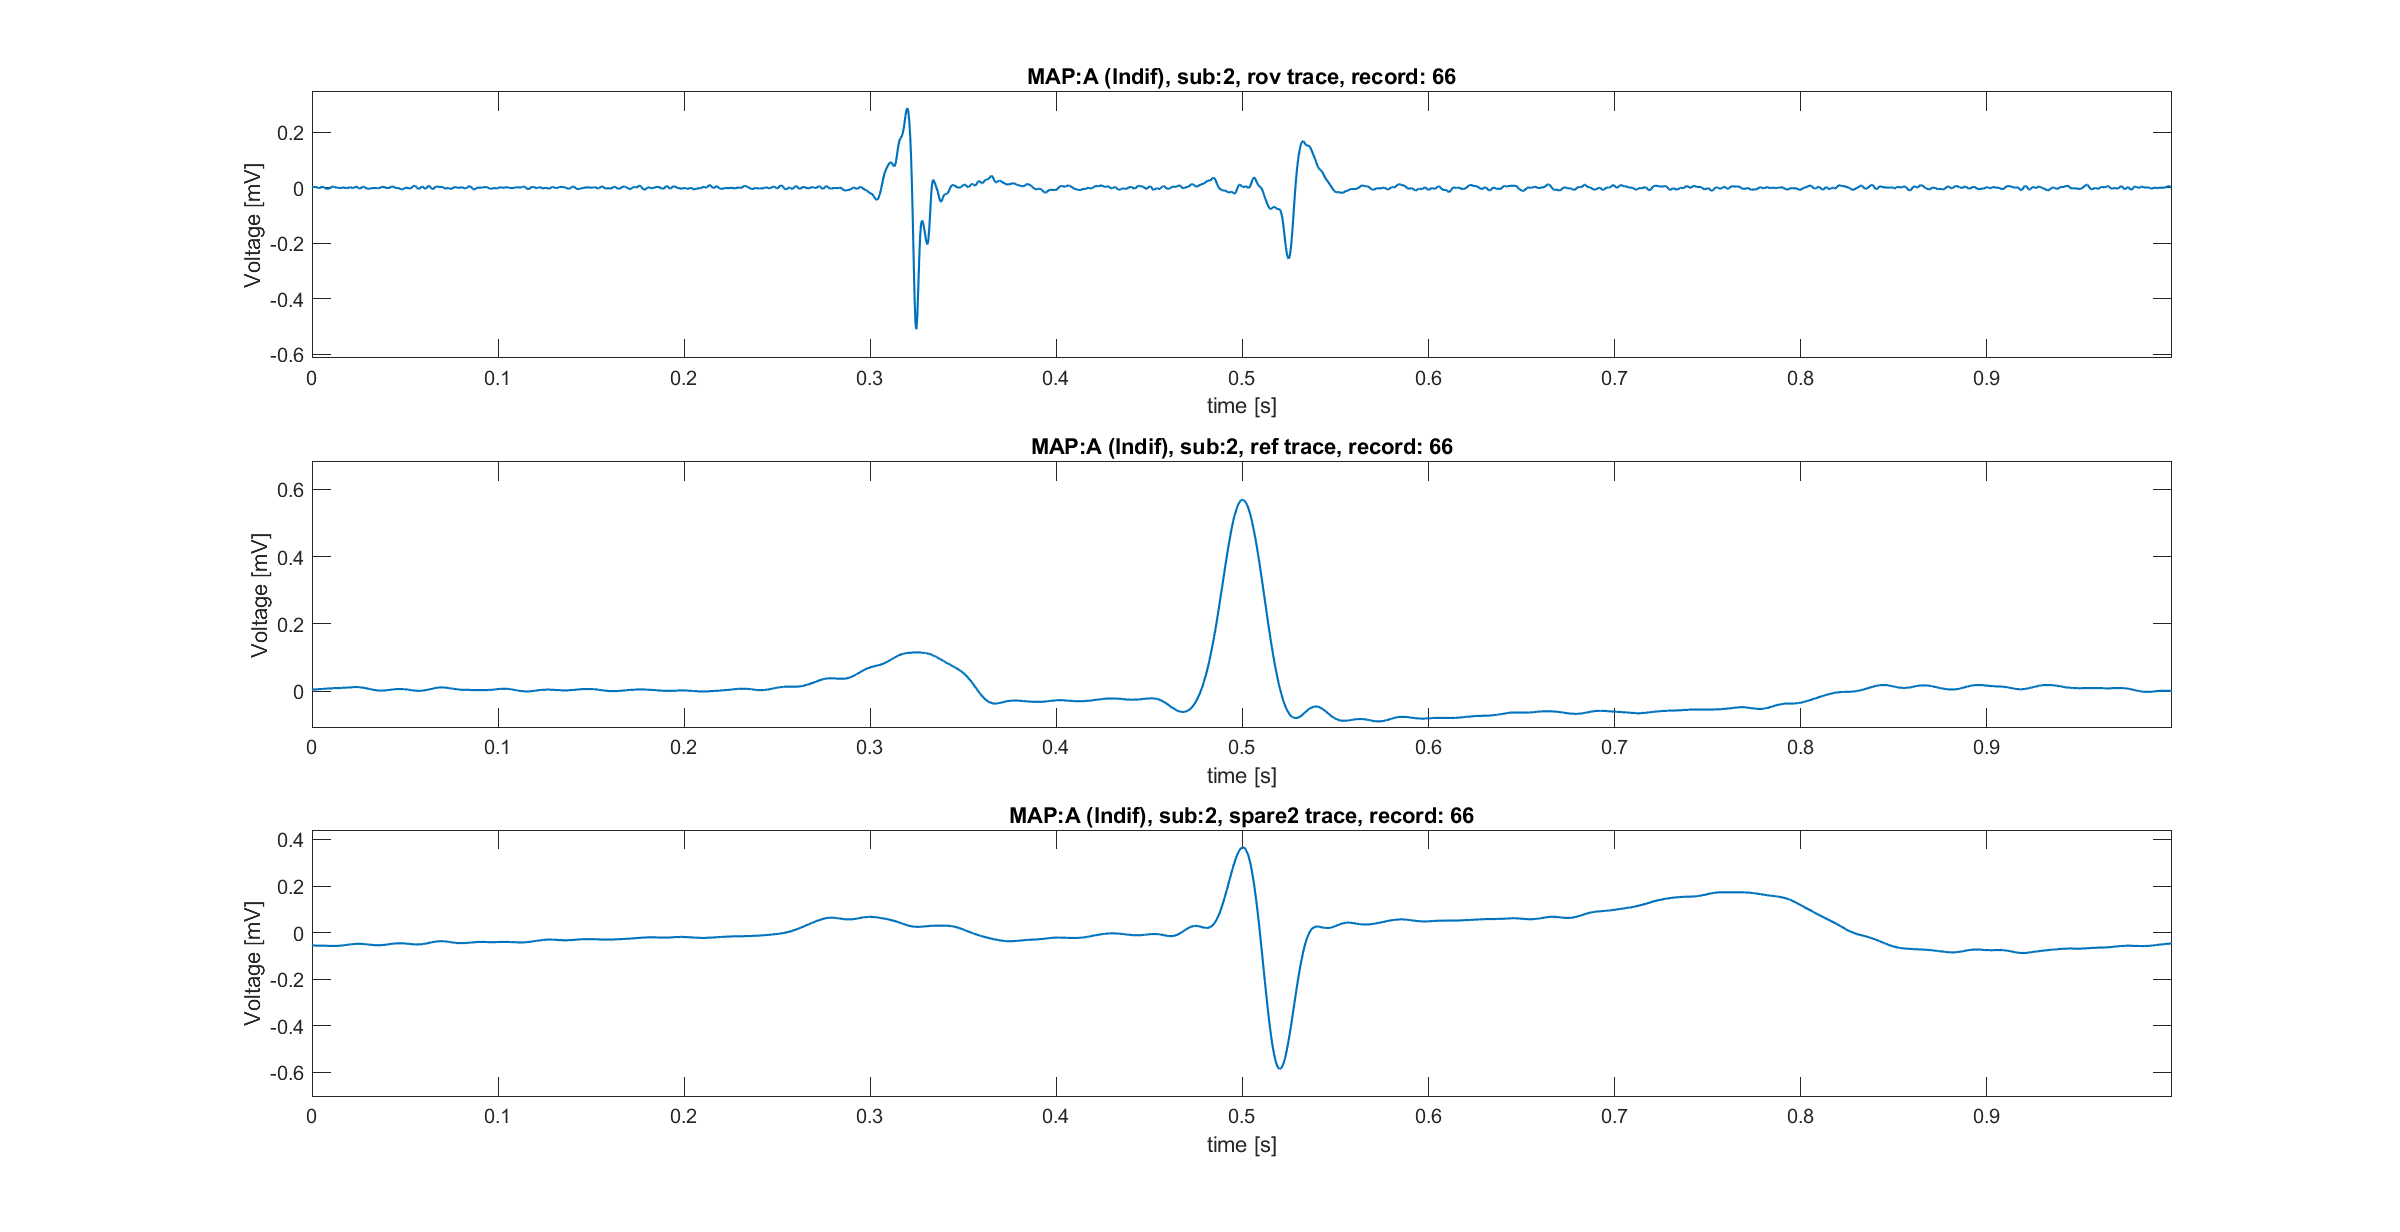 MAP:A (Indif), sub:2, rov trace, record: 66
Voltage [mV]
0.2
0
-0.2
-0.4
-0.6
0 0.1 0.2 0.3 0.4 0.5 0.6 0.7 0.8 0.9
time [s]
MAP:A (Indif), sub:2, ref trace, record: 66
Voltage [mV]
0.6
0.4
0.2
0
0 0.1 0.2 0.3 0.4 0.5 0.6 0.7 0.8 0.9
time [s]
MAP:A (Indif), sub:2, spare2 trace, record: 66
Voltage [mV]
0.4
0.2
0
-0.2
-0.4
-0.6
0 0.1 0.2 0.3 0.4 0.5 0.6 0.7 0.8 0.9
time [s]